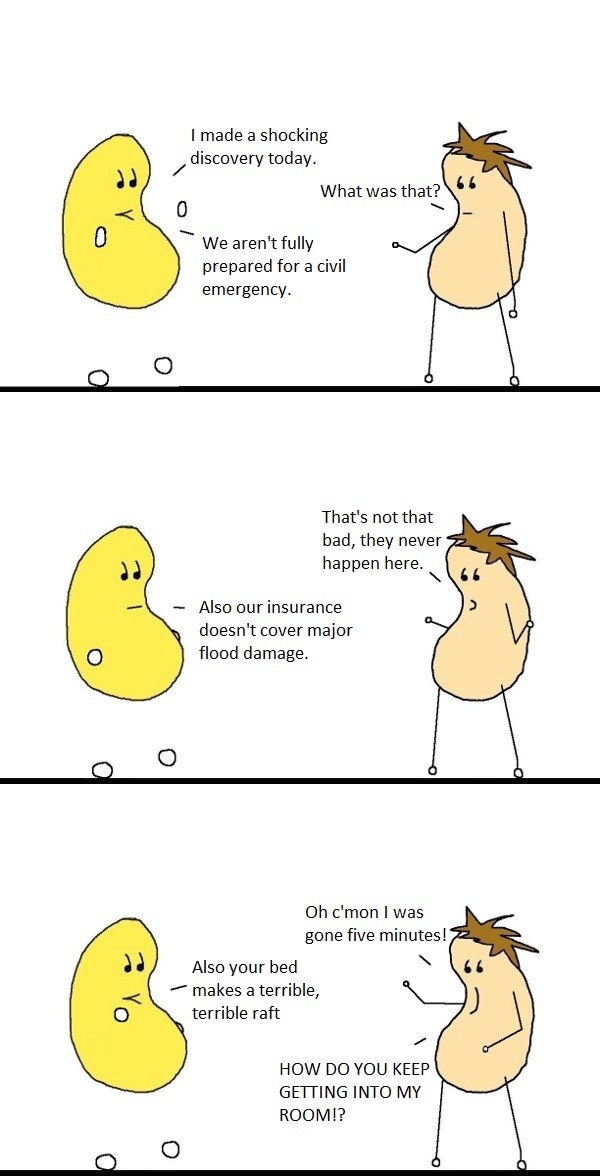 I made a shocking
discovery today.
What was that?
We aren't fully
prepared for a civil
emergency.
That's not that
bad, they never
happen here.
Also our insurance
doesn't cover major
flood damage.
Oh c'mon I was
gone five minutes!
Also your bed
makes a terrible,
terrible raft
HOW DO YOU KEEP
GETTING INTO MY
ROOM!?